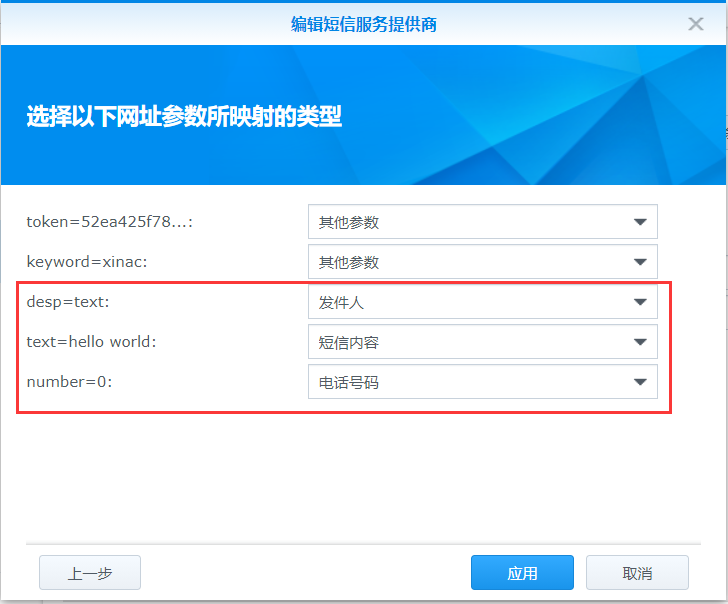 编辑短信服务提供商
选择以下网址参数所映射的类型
token=52ea425f78...: 其他参数
keyword=xinac: 其他参数
desp=text: 发件人
text=hello world: 短信内容
number=0: 电话号码
上一步 应用 取消